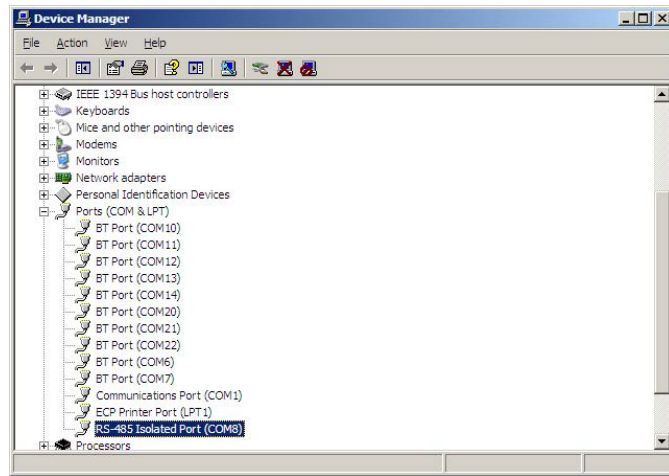 Device Manager
File Action View Help
IEEE 1394 Bus host controllers
Keyboards
Mice and other pointing devices
Modems
Monitors
Network adapters
Personal Identification Devices
Ports (COM & LPT)
BT Port (COM10)
BT Port (COM11)
BT Port (COM12)
BT Port (COM13)
BT Port (COM14)
BT Port (COM20)
BT Port (COM21)
BT Port (COM22)
BT Port (COM6)
BT Port (COM7)
Communications Port (COM1)
ECP Printer Port (LPT1)
RS-485 Isolated Port (COM8)
Processors